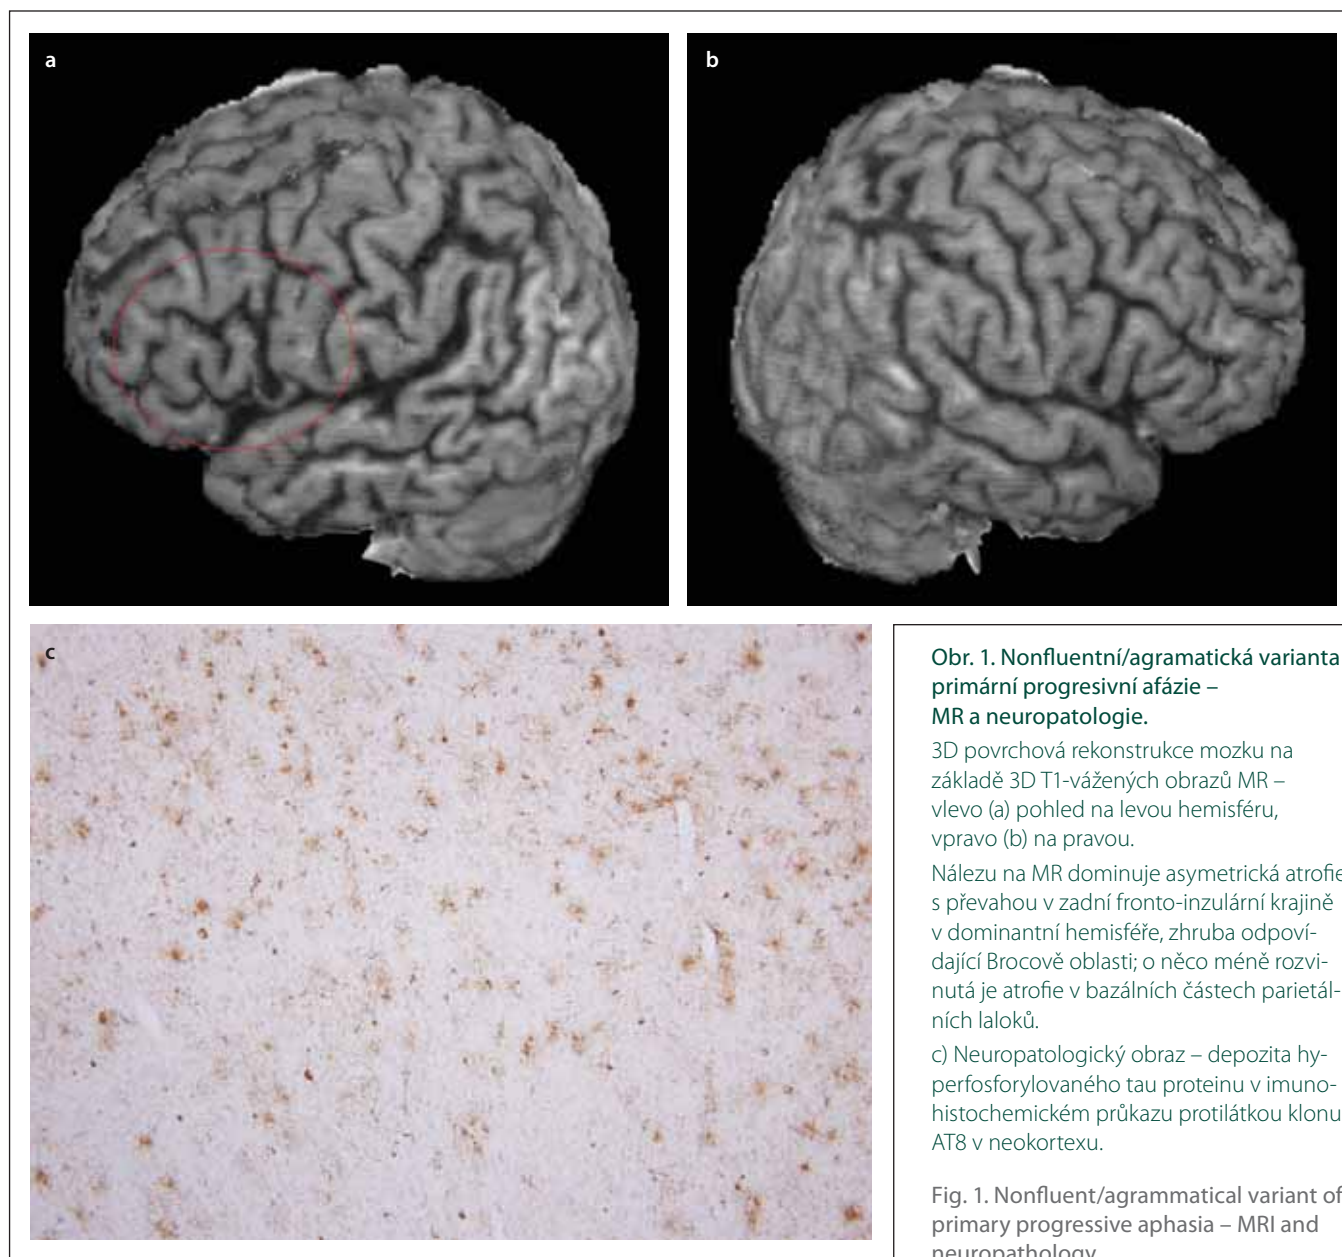 a
b
c
Obr. 1. Nonfluentní/agramatická varianta
primární progresivní afázie –
MR a neuropatologie.
3D povrchová rekonstrukce mozku na
základě 3D T1-vážených obrazů MR –
vlevo (a) pohled na levou hemisféru,
vpravo (b) na pravou.
Nálezu na MR dominuje asymetrická atrofie
s převahou v zadní fronto-inzulární krajině
v dominantní hemisféře, zhruba odpoví-
dající Brocově oblasti; o něco méně rozvi-
nutá je atrofie v bazálních částech parietál-
ních laloků.
c) Neuropatologický obraz – depozita hy-
perfosforylovaného tau proteinu v imuno-
histochemickém průkazu protilátkou klonu
AT8 v neokortexu.
Fig. 1. Nonfluent/agrammatical variant of
primary progressive aphasia – MRI and
neuropathology